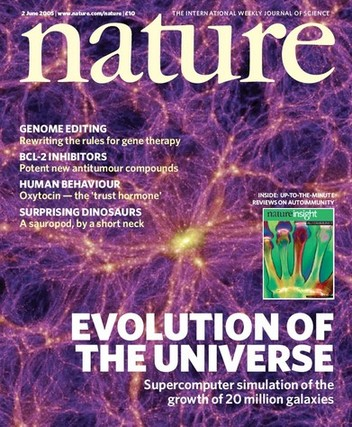 2 June 2005 | www.nature.com/nature | £10
THE INTERNATIONAL WEEKLY JOURNAL OF SCIENCE
nature
GENOME EDITING
Rewriting the rules for gene therapy
BCL-2 INHIBITORS
Potent new antitumour compounds
HUMAN BEHAVIOUR
Oxytocin — the ‘trust hormone’
SURPRISING DINOSAURS
A sauropod, by a short neck
INSIDE: UP-TO-THE-MINUTE
REVIEWS ON AUTOIMMUNITY
nature insight
EVOLUTION OF
THE UNIVERSE
Supercomputer simulation of the
growth of 20 million galaxies